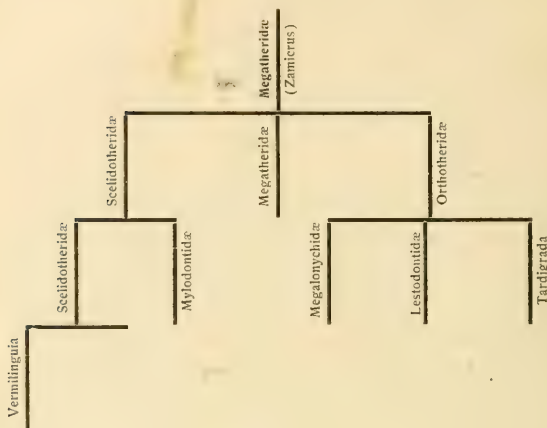 Vermilinguia
Scelidotheridæ
Scelidotheridæ
Mylodontidæ
Megatheridæ
Megatheridæ
(Zamicrus)
Megalonychidæ
Lestodontidæ
Orthotheridæ
Tardigrada